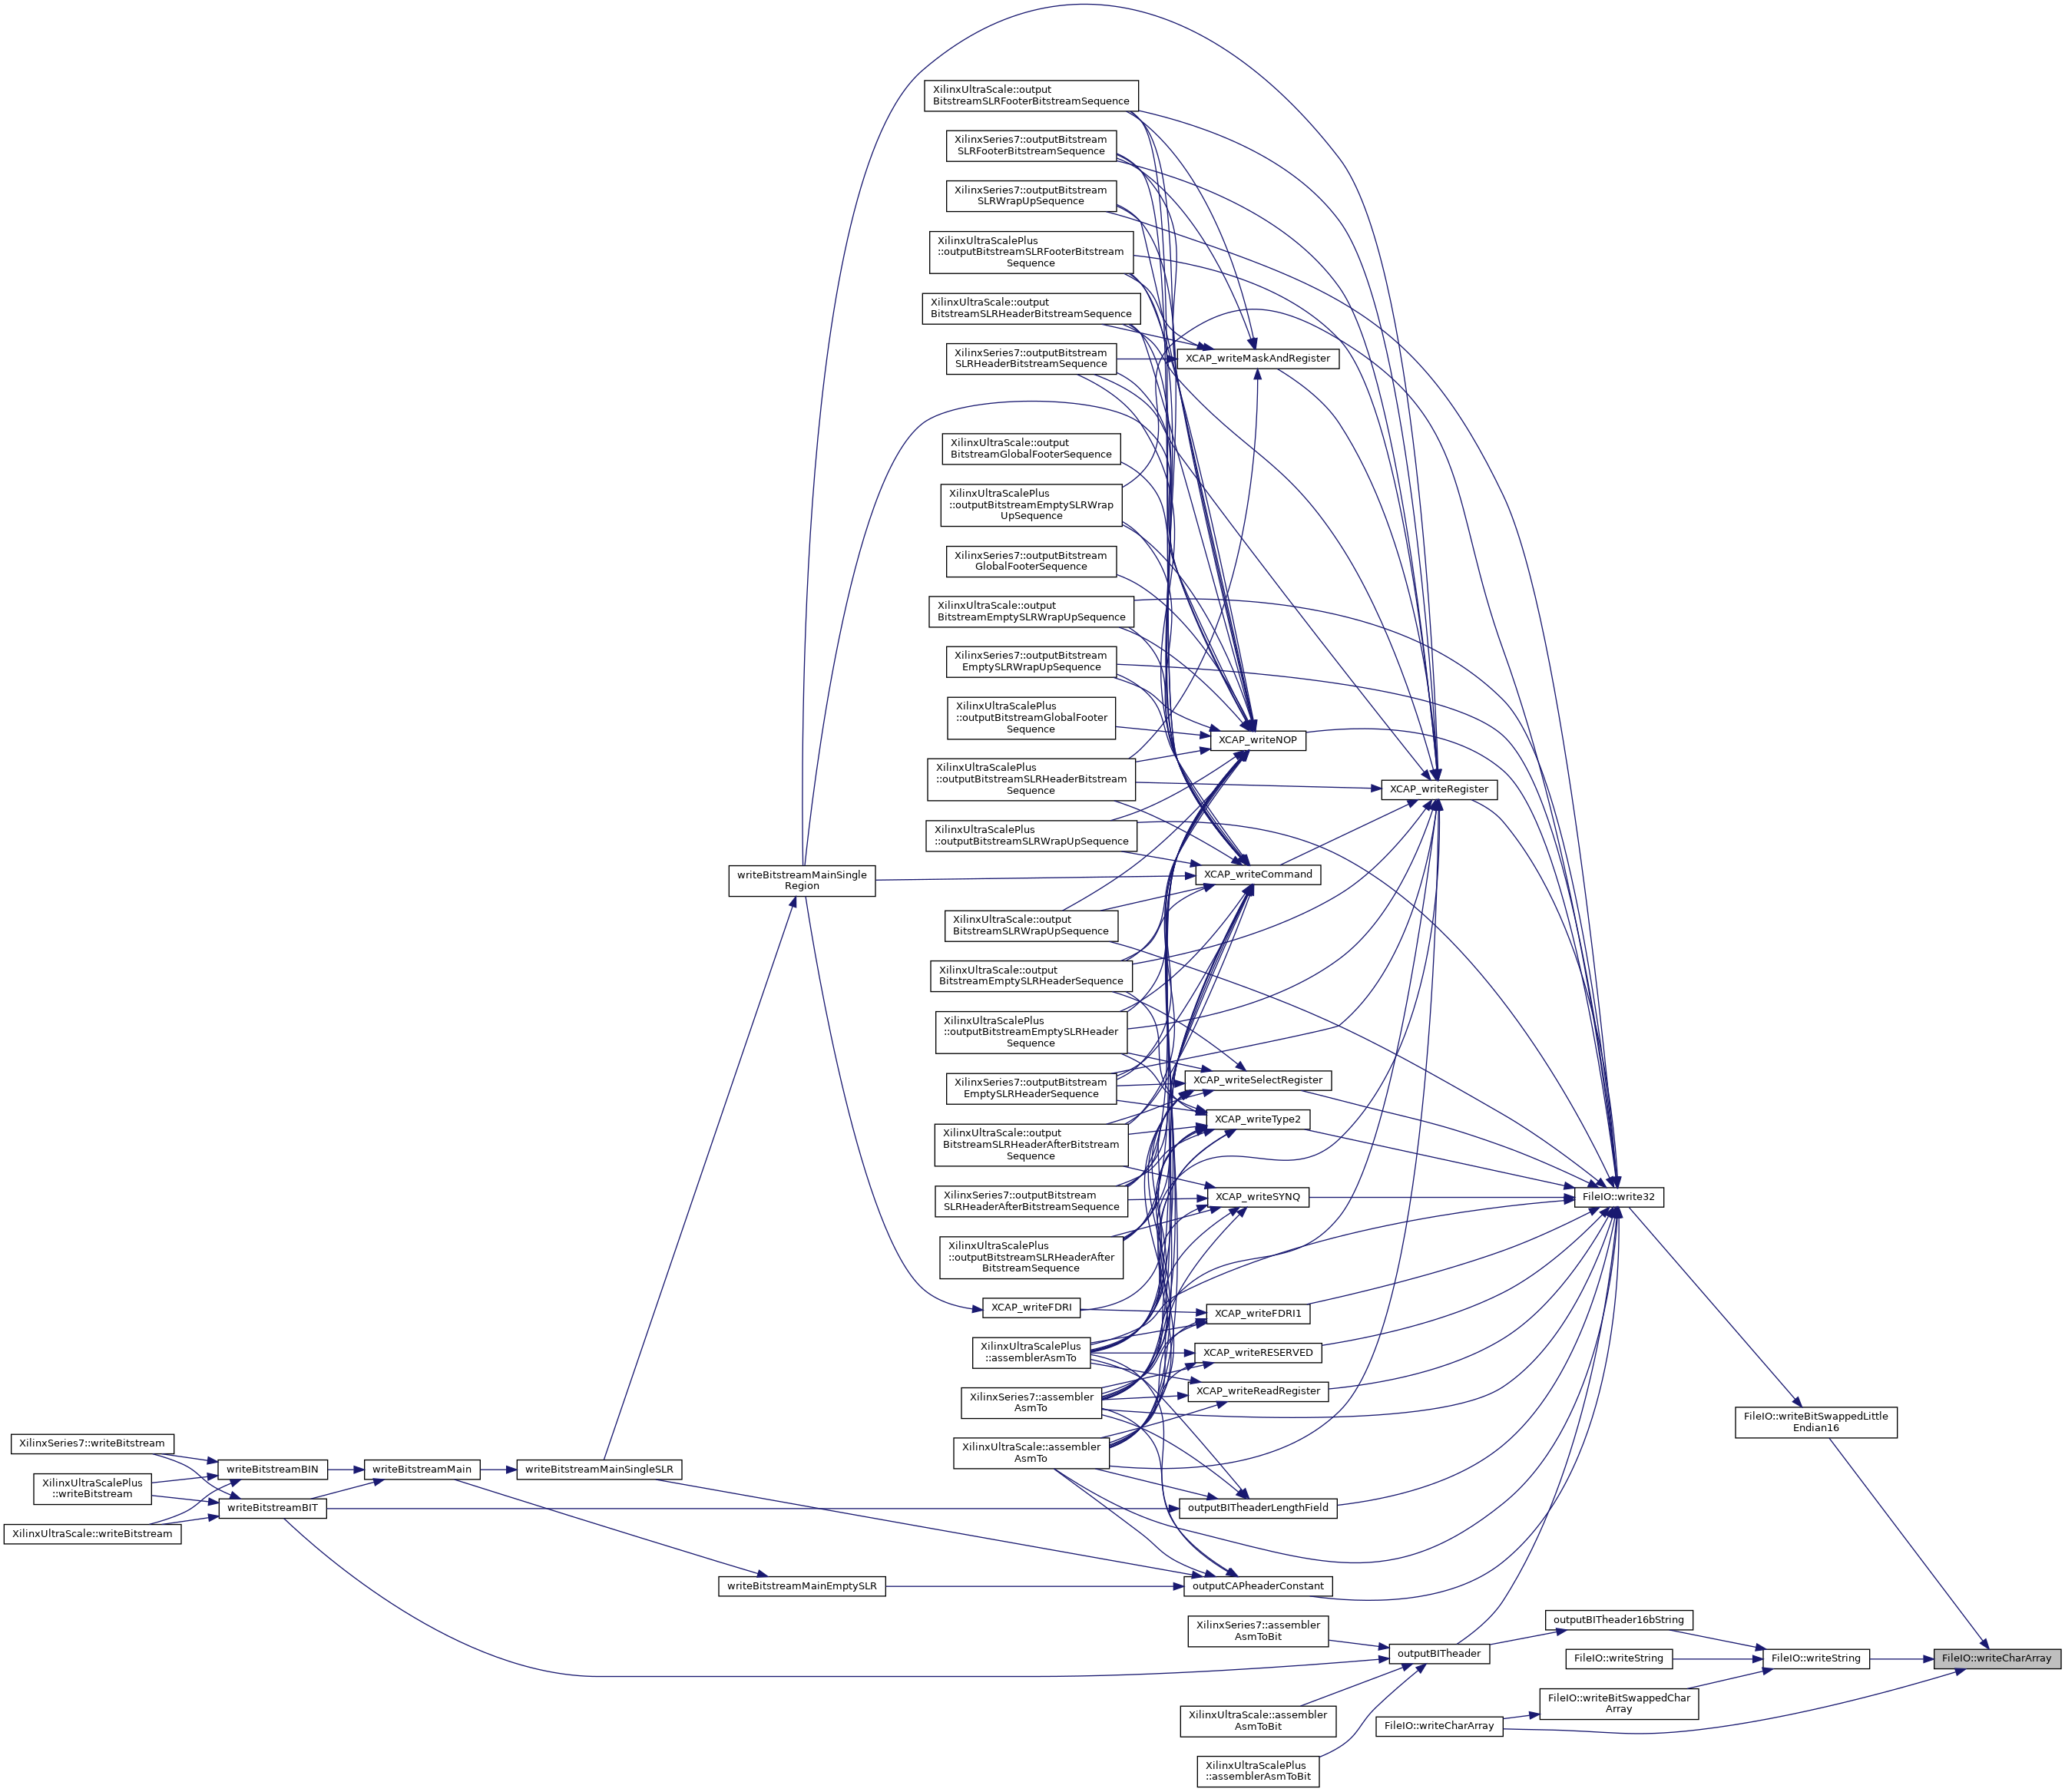 XilinxUltraScale::output
BitstreamSLRFooterBitstreamSequence
XilinxSeries7::outputBitstream
SLRFooterBitstreamSequence
XilinxSeries7::outputBitstream
SLRWrapUpSequence
XilinxUltraScalePlus
::outputBitstreamSLRFooterBitstream
Sequence
XilinxUltraScale::output
BitstreamSLRHeaderBitstreamSequence
XilinxSeries7::outputBitstream
SLRHeaderBitstreamSequence
XCAP_writeMaskAndRegister
XilinxUltraScale::output
BitstreamGlobalFooterSequence
XilinxUltraScalePlus
::outputBitstreamEmptySLRWrap
UpSequence
XilinxSeries7::outputBitstream
GlobalFooterSequence
XilinxUltraScale::output
BitstreamEmptySLRWrapUpSequence
XilinxSeries7::outputBitstream
EmptySLRWrapUpSequence
XilinxUltraScalePlus
::outputBitstreamGlobalFooter
Sequence
XCAP_writeNOP
XilinxUltraScalePlus
::outputBitstreamSLRHeaderBitstream
Sequence
XCAP_writeRegister
XilinxUltraScalePlus
::outputBitstreamSLRWrapUpSequence
writeBitstreamMainSingle
Region
XCAP_writeCommand
XilinxUltraScale::output
BitstreamSLRWrapUpSequence
XilinxUltraScale::output
BitstreamEmptySLRHeaderSequence
XilinxUltraScalePlus
::outputBitstreamEmptySLRHeader
Sequence
XilinxSeries7::outputBitstream
EmptySLRHeaderSequence
XCAP_writeSelectRegister
XCAP_writeType2
XilinxUltraScale::output
BitstreamSLRHeaderAfterBitstream
Sequence
XilinxSeries7::outputBitstream
SLRHeaderAfterBitstreamSequence
XCAP_writeSYNQ
FileIO::write32
XilinxUltraScalePlus
::outputBitstreamSLRHeaderAfter
BitstreamSequence
XCAP_writeFDRI
XCAP_writeFDRI1
XilinxUltraScalePlus
::assemblerAsmTo
XCAP_writeRESERVED
XilinxSeries7::assembler
AsmTo
XCAP_writeReadRegister
FileIO::writeBitSwappedLittle
Endian16
XilinxUltraScale::assembler
AsmTo
XilinxSeries7::writeBitstream
writeBitstreamBIN
writeBitstreamMain
writeBitstreamMainSingleSLR
XilinxUltraScalePlus
::writeBitstream
writeBitstreamBIT
outputBITheaderLengthField
XilinxUltraScale::writeBitstream
writeBitstreamMainEmptySLR
outputCAPheaderConstant
XilinxSeries7::assembler
AsmToBit
outputBITheader16bString
outputBITheader
FileIO::writeString
FileIO::writeString
FileIO::writeCharArray
XilinxUltraScale::assembler
AsmToBit
FileIO::writeBitSwappedChar
Array
FileIO::writeCharArray
XilinxUltraScalePlus
::assemblerAsmToBit